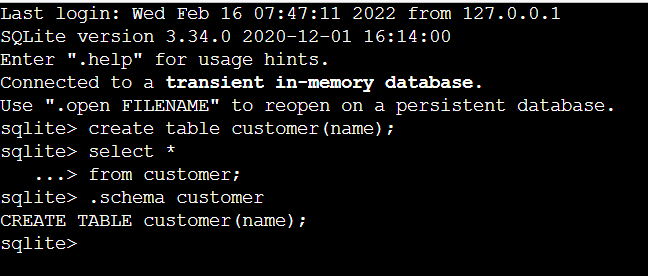 Last login: Wed Feb 16 07:47:11 2022 from 127.0.0.1
SQLite version 3.34.0 2020-12-01 16:14:00
Enter ".help" for usage hints.
Connected to a transient in-memory database.
Use ".open FILENAME" to reopen on a persistent database.
sqlite> create table customer(name);
sqlite> select *
   ...> from customer;
sqlite> .schema customer
CREATE TABLE customer(name);
sqlite>